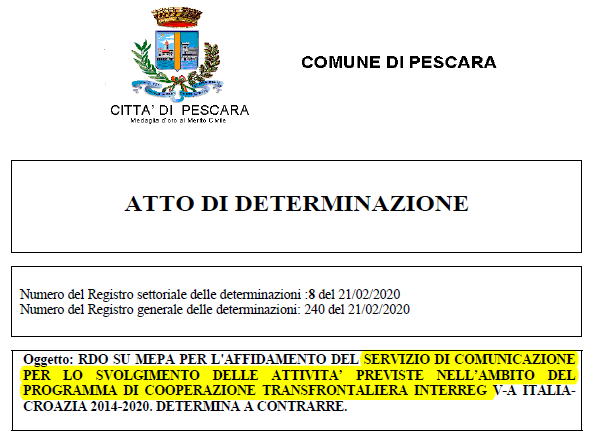 COMUNE DI PESCARA
CITTA' DI PESCARA
Medaglia d'oro al Merito Civile
ATTO DI DETERMINAZIONE
Numero del Registro settoriale delle determinazioni :8 del 21/02/2020
Numero del Registro generale delle determinazioni: 240 del 21/02/2020
Oggetto: RDO SU MEPA PER L'AFFIDAMENTO DEL SERVIZIO DI COMUNICAZIONE
PER LO SVOLGIMENTO DELLE ATTIVITA' PREVISTE NELL'AMBITO DEL
PROGRAMMA DI COOPERAZIONE TRANSFRONTALIERA INTERREG V-A ITALIA-
CROAZIA 2014-2020. DETERMINA A CONTRARRE.